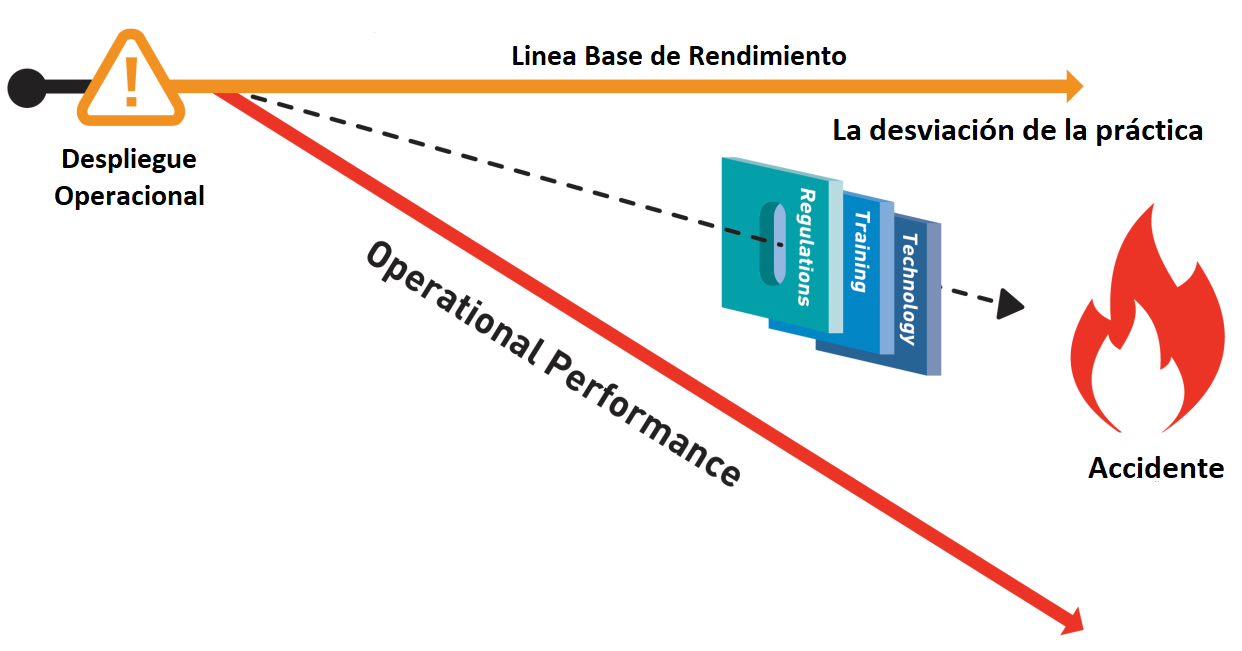 Linea Base de Rendimiento
!
Despliegue
Operacional
La desviación de la práctica
Regulations
Training
Technology
Operational Performance
Accidente